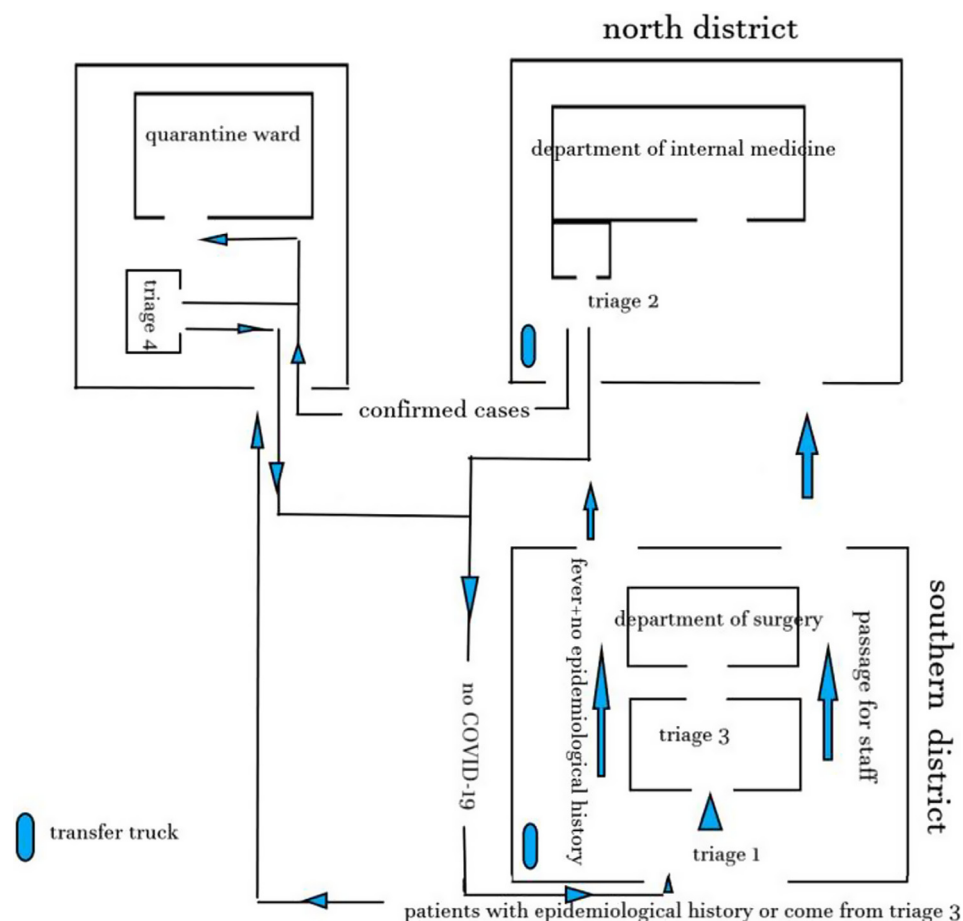 north district
quarantine ward
department of internal medicine
triage 4
triage 2
confirmed cases
fever+no epidemiological history
department of surgery
passage for staff
southern district
no COVID-19
triage 3
transfer truck
triage 1
patients with epidemiological history or come from triage 3